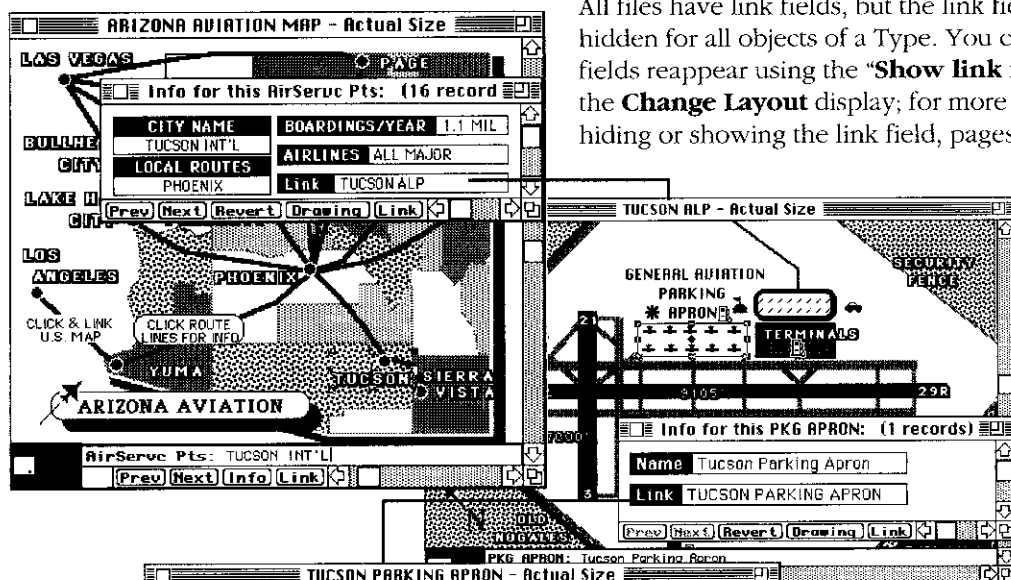 All files have link fields, but the link fie
hidden for all objects of a Type. You c
fields reappear using the "Show link
the Change Layout display; for more
hiding or showing the link field, pages
ARIZONA AVIATION MAP - Actual Size
LAS VEGAS
PAGE
Info for this AirServc Pts: (16 record
CITY NAME
TUCSON INT'L
LOCAL ROUTES
PHOENIX
BOARDINGS/YEAR 1.1 MIL
AIRLINES ALL MAJOR
Link TUCSON ALP
Prev Next Revert Drawing Link
BULLHE
CITY
LAKE H
CITY
LOS
ANGELES
PHOENIX
CLICK & LINK
U.S. MAP
CLICK ROUTE
LINES FOR INFO
YUMA
TUCSON
SIERRA
VISTA
ARIZONA AVIATION
AirServc Pts: TUCSON INT'L
Prev Next Info Link
TUCSON ALP - Actual Size
SECURITY
FENCE
GENERAL AVIATION
PARKING
APRON
TERMINALS
21
9105
29R
7000
3
Info for this PKG APRON: (1 records)
Name Tucson Parking Apron
Link TUCSON PARKING APRON
Prev Next Revert Drawing Link
N
OLD
NOGALES
PKG APRON: Tucson Parking Apron
TUCSON PARKING APRON - Actual Size